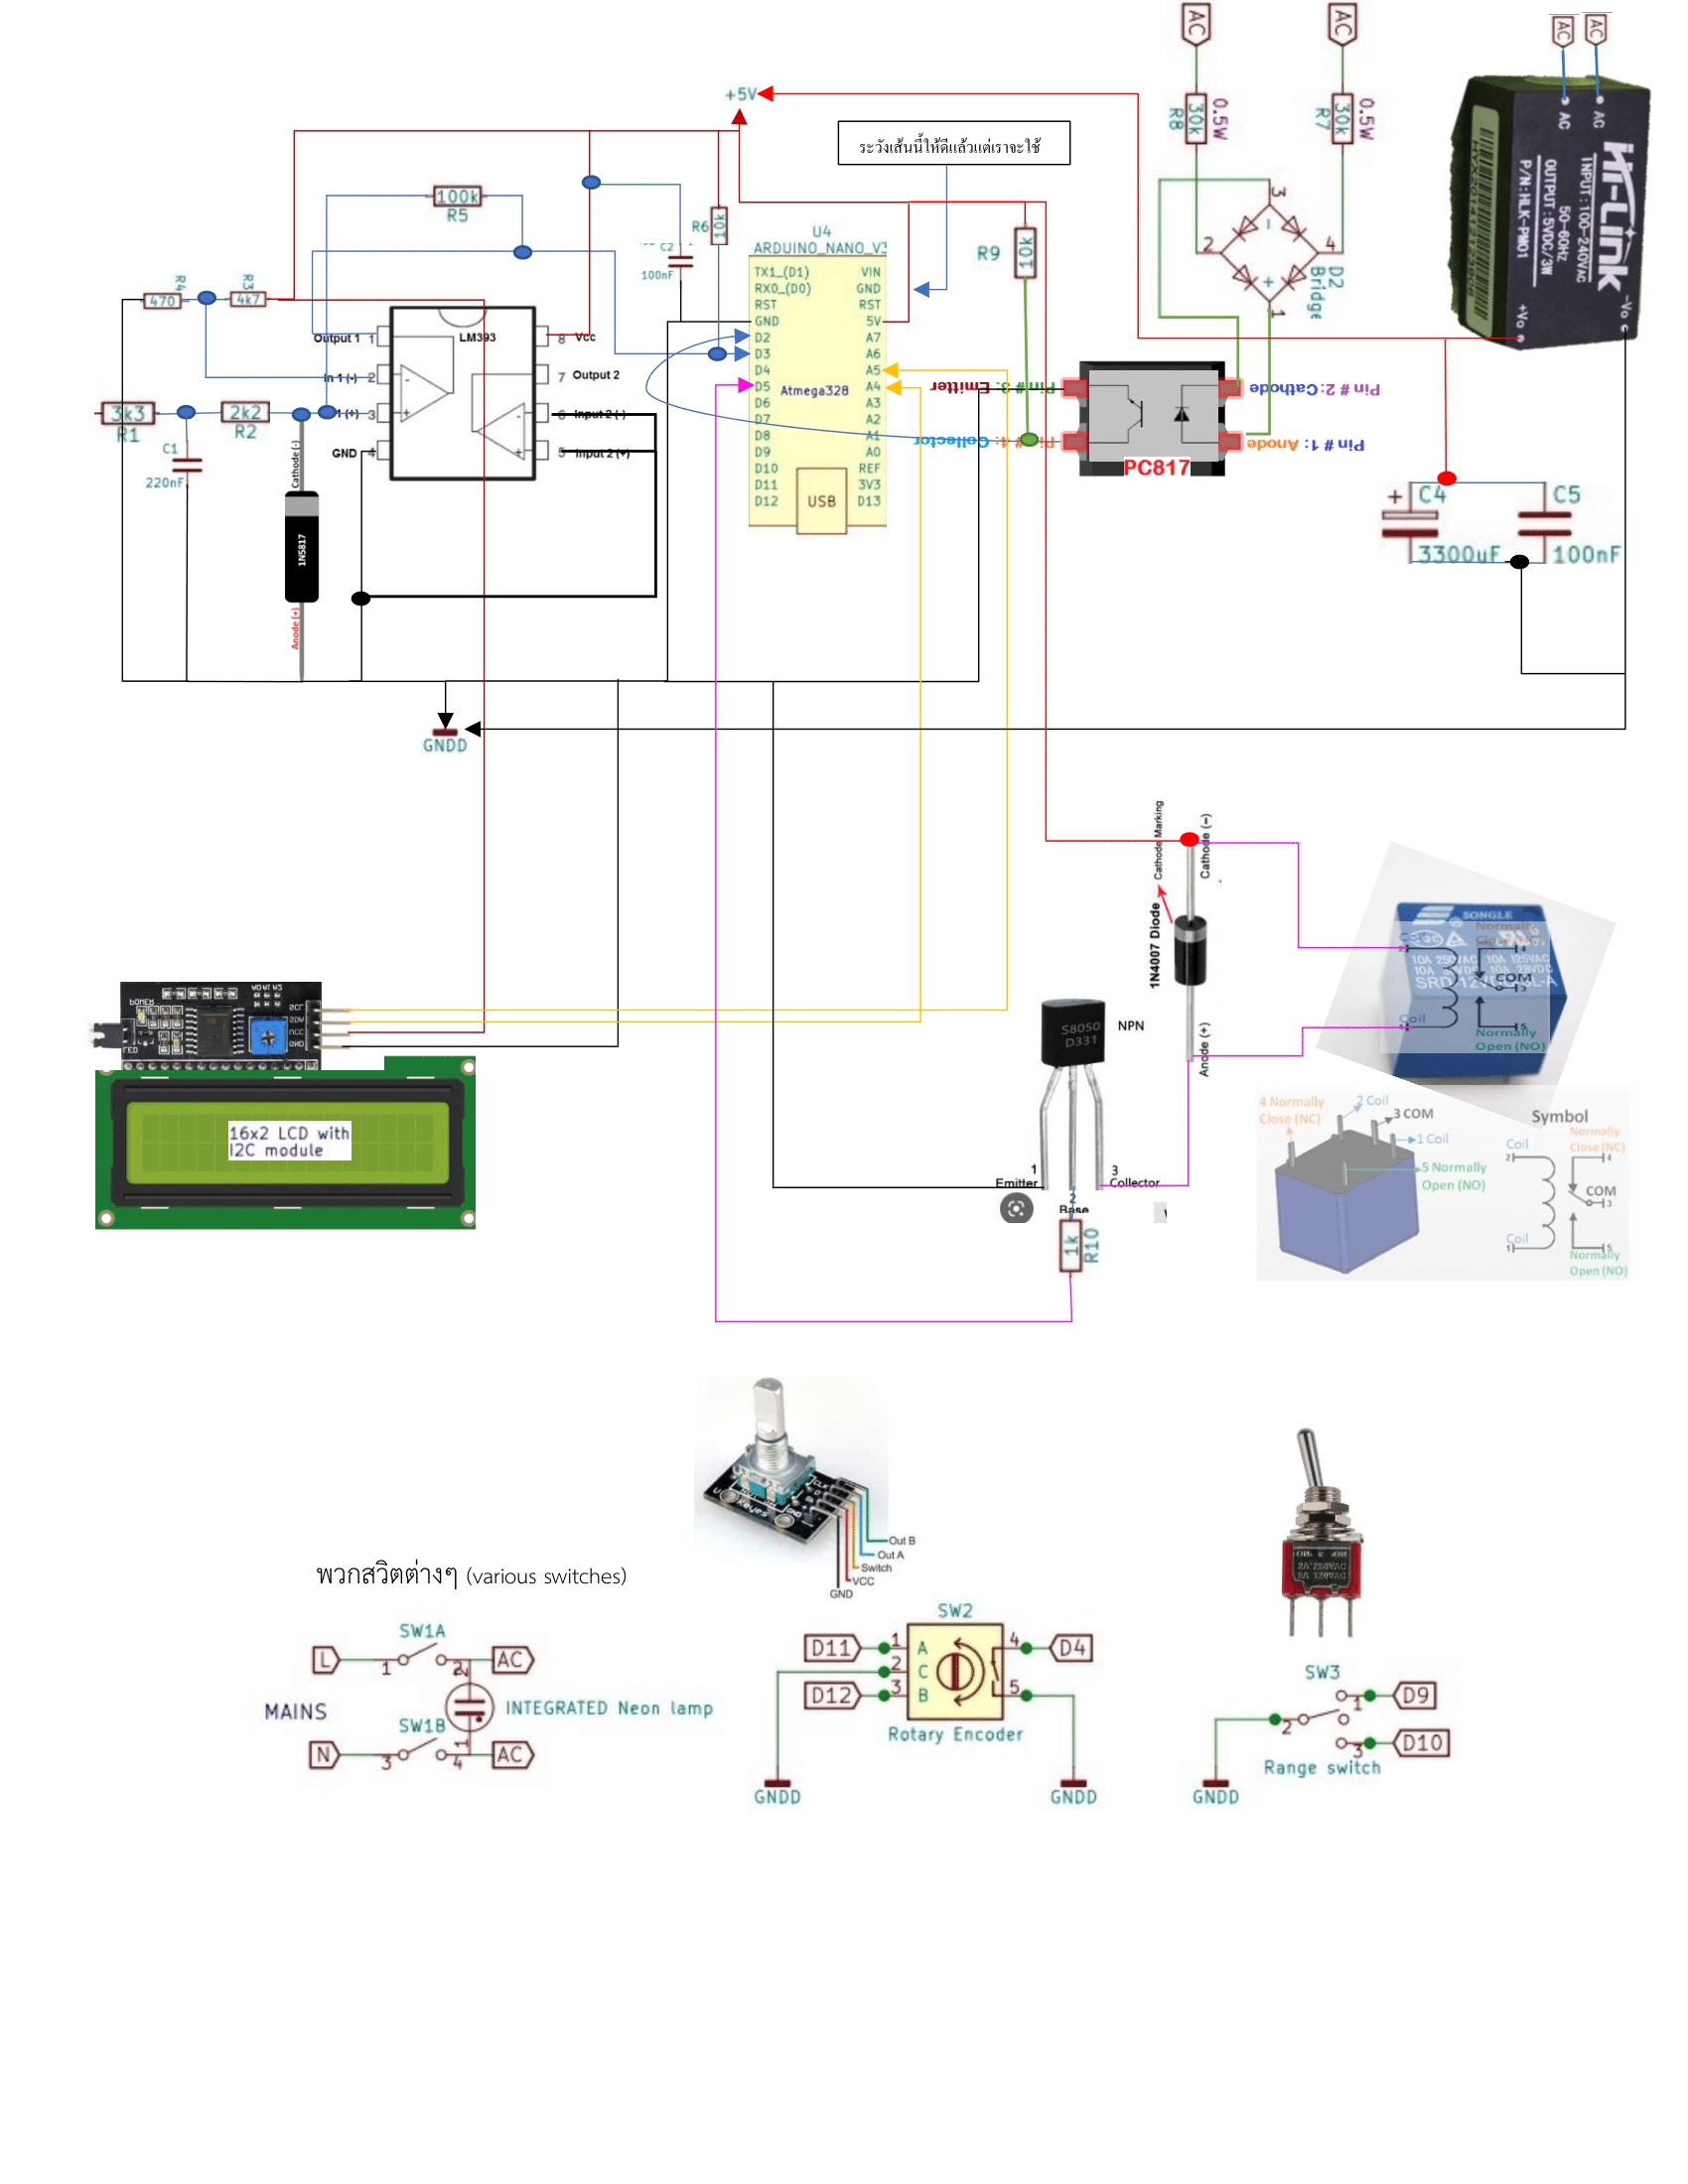 AC
AC
AC
AC
+5V
0.5W
R8
30k
0.5W
R7
30k
AC
AC
Hi-Link
INPUT:100-240VAC
50-60Hz
OUTPUT:5VDC/3W
P/N:HLK-PM01
+Vo
-Vo
ระวังเส้นนี้ให้ดีแล้วแต่เราจะใช้
100k
R5
R6
10k
C2
100nF
R9
10k
3
2
4
1
D2
Bridge
R4
470
R3
4k7
U4
ARDUINO_NANO_V3
TX1_(D1)
RX0_(D0)
RST
GND
D2
D3
D4
D5
D6
D7
D8
D9
D10
D11
D12
VIN
GND
RST
5V
A7
A6
A5
A4
A3
A2
A1
A0
REF
3V3
D13
Atmega328
USB
Output 1
1
LM393
8
Vcc
In 1 (-)
2
7
Output 2
1 (+)
3
6
Input 2 (-)
GND
4
5
Input 2 (+)
3k3
R1
2k2
R2
C1
220nF
Cathode (-)
1N5817
Anode (+)
Pin # 3: Emitter
Pin # 2: Cathode
Pin # 4: Collector
Pin # 1: Anode
PC817
+
C4
3300uF
C5
100nF
GNDD
Cathode Marking
Cathode (-)
1N4007 Diode
Anode (+)
SONGLE
Normally
Close (NC)
10A 250VAC 10A 125VAC
COM
Coil
Coil
Normally
Open (NO)
S8050
D331
NPN
1
Emitter
2
Base
3
Collector
1k
R10
POWER
LED
SCL
SDA
VCC
GND
16x2 LCD with
I2C module
4 Normally
Close (NC)
2 Coil
3 COM
1 Coil
5 Normally
Open (NO)
Symbol
Coil
2
Normally
Close (NC)
4
COM
3
Coil
1
5
Normally
Open (NO)
Keyes
Out B
Out A
Switch
VCC
GND
พวกสวิตต่างๆ (various switches)
SW1A
L
1
2
AC
MAINS
INTEGRATED Neon lamp
SW1B
N
3
4
1
AC
SW2
D11
1
A
4
D4
2
C
D12
3
B
5
Rotary Encoder
GNDD
GNDD
SW3
1
D9
2
3
D10
Range switch
GNDD